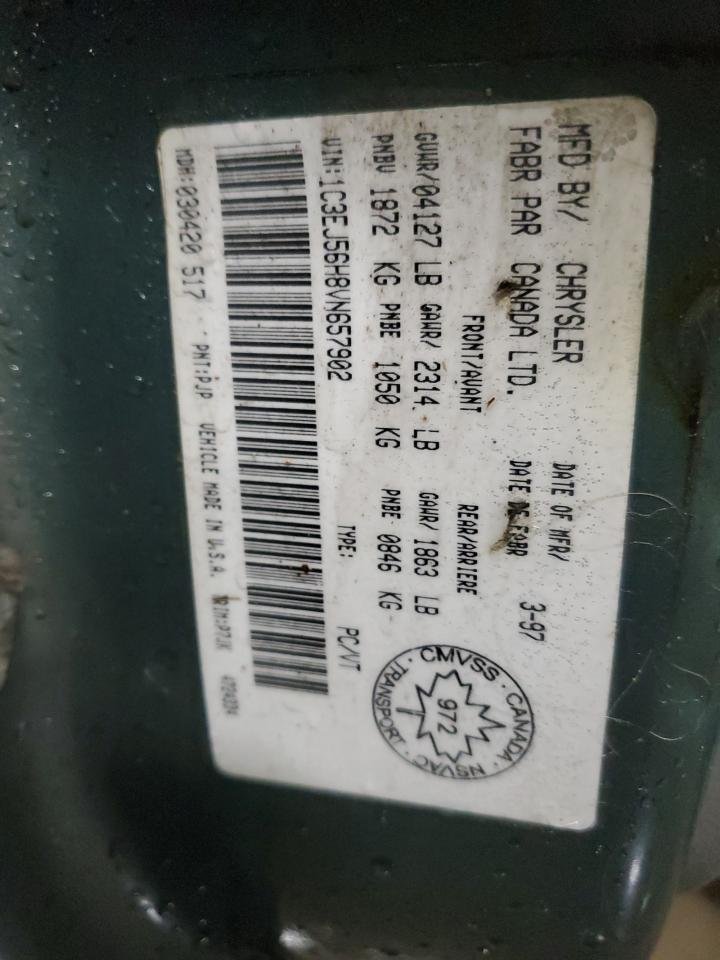 MFD BY/ CHRYSLER DATE OF MFR/
FABR PAR CANADA LTD. DATE DE FABR 3-97
FRONT/AVANT REAR/ARRIERE
GVWR/04127 LB GAWR/ 2314 LB GAWR/ 1863 LB
PNBV 1872 KG PNBE 1050 KG PNBE 0846 KG
VIN:1C3EJ56H8VN657902 TYPE: PC/VT
MDH:030420 517 PNT:PJP VEHICLE MADE IN U.S.A. TRIM:P7JK
CMVSS · CANADA · NSVAC · TRANSPORT ·
972